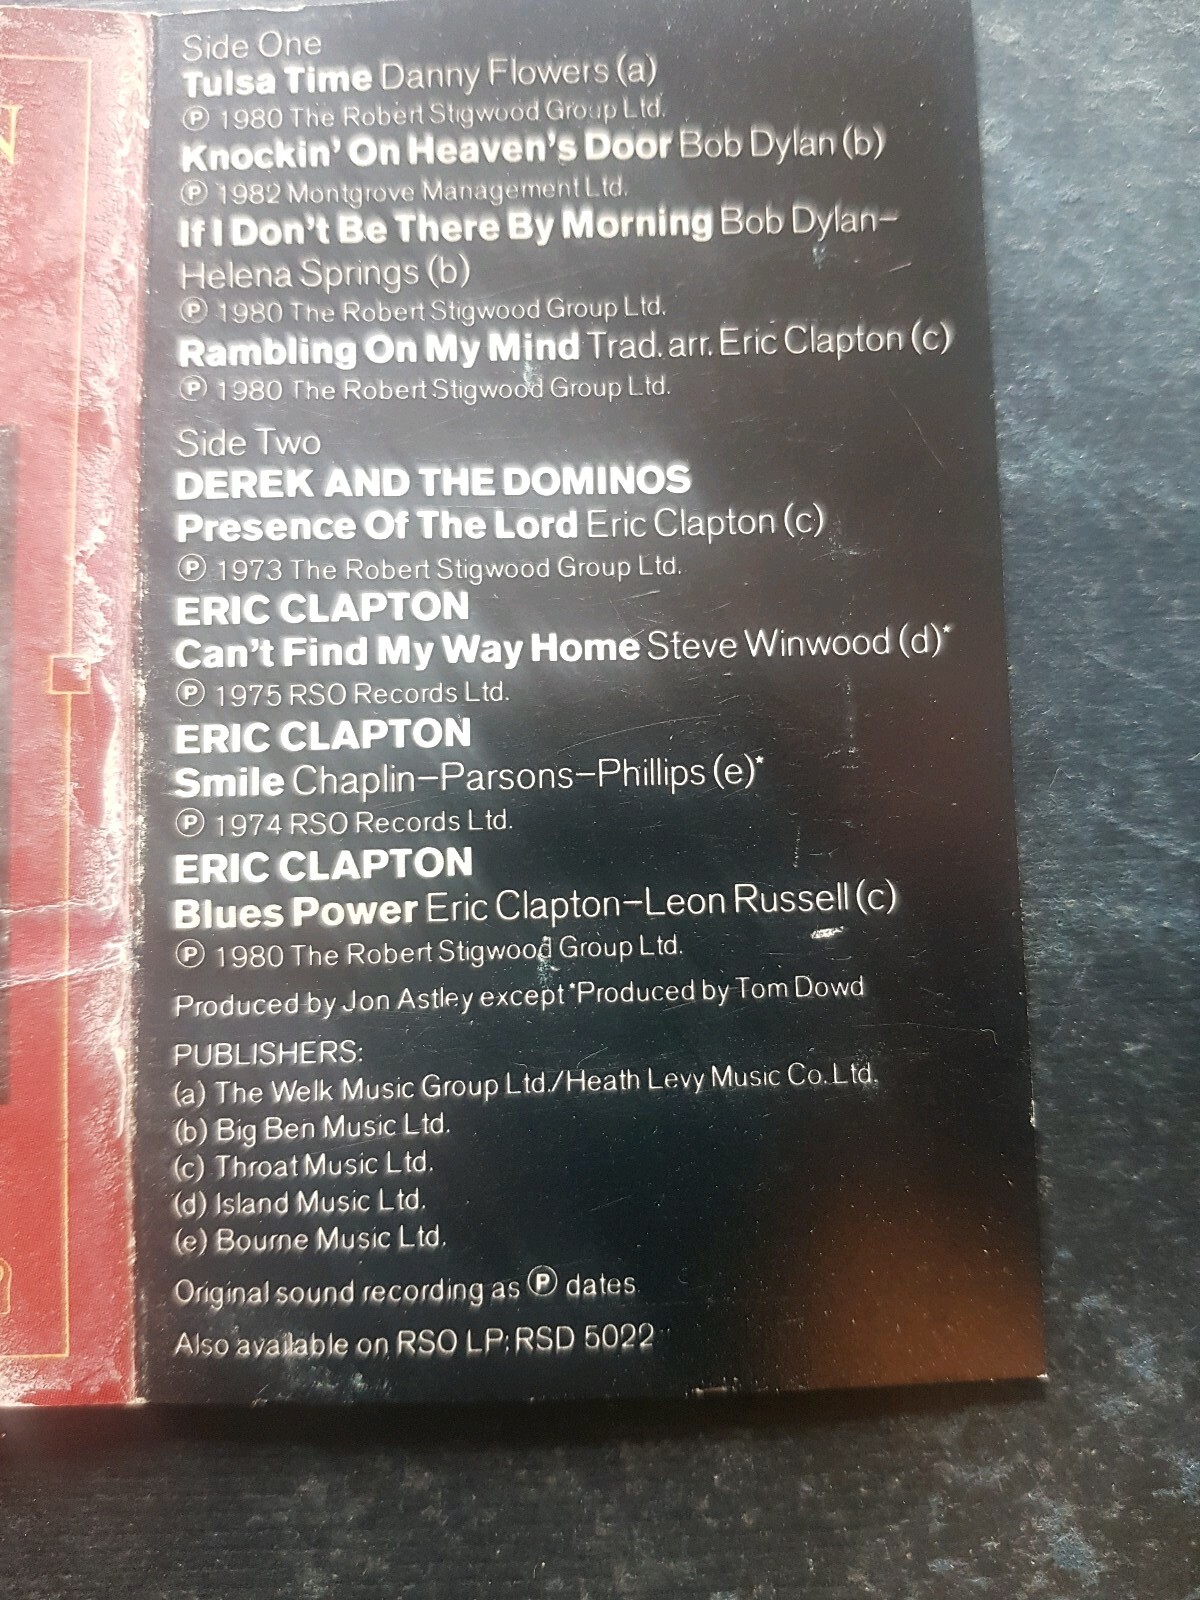 Side One
Tulsa Time Danny Flowers (a)
℗ 1980 The Robert Stigwood Group Ltd.
Knockin' On Heaven's Door Bob Dylan (b)
℗ 1982 Montgrove Management Ltd.
If I Don't Be There By Morning Bob Dylan–
Helena Springs (b)
℗ 1980 The Robert Stigwood Group Ltd.
Rambling On My Mind Trad. arr. Eric Clapton (c)
℗ 1980 The Robert Stigwood Group Ltd.
Side Two
DEREK AND THE DOMINOS
Presence Of The Lord Eric Clapton (c)
℗ 1973 The Robert Stigwood Group Ltd.
ERIC CLAPTON
Can't Find My Way Home Steve Winwood (d)*
℗ 1975 RSO Records Ltd.
ERIC CLAPTON
Smile Chaplin–Parsons–Phillips (e)*
℗ 1974 RSO Records Ltd.
ERIC CLAPTON
Blues Power Eric Clapton–Leon Russell (c)
℗ 1980 The Robert Stigwood Group Ltd.
Produced by Jon Astley except *Produced by Tom Dowd
PUBLISHERS:
(a) The Welk Music Group Ltd./Heath Levy Music Co. Ltd.
(b) Big Ben Music Ltd.
(c) Throat Music Ltd.
(d) Island Music Ltd.
(e) Bourne Music Ltd.
Original sound recording as ℗ dates
Also available on RSO LP: RSD 5022